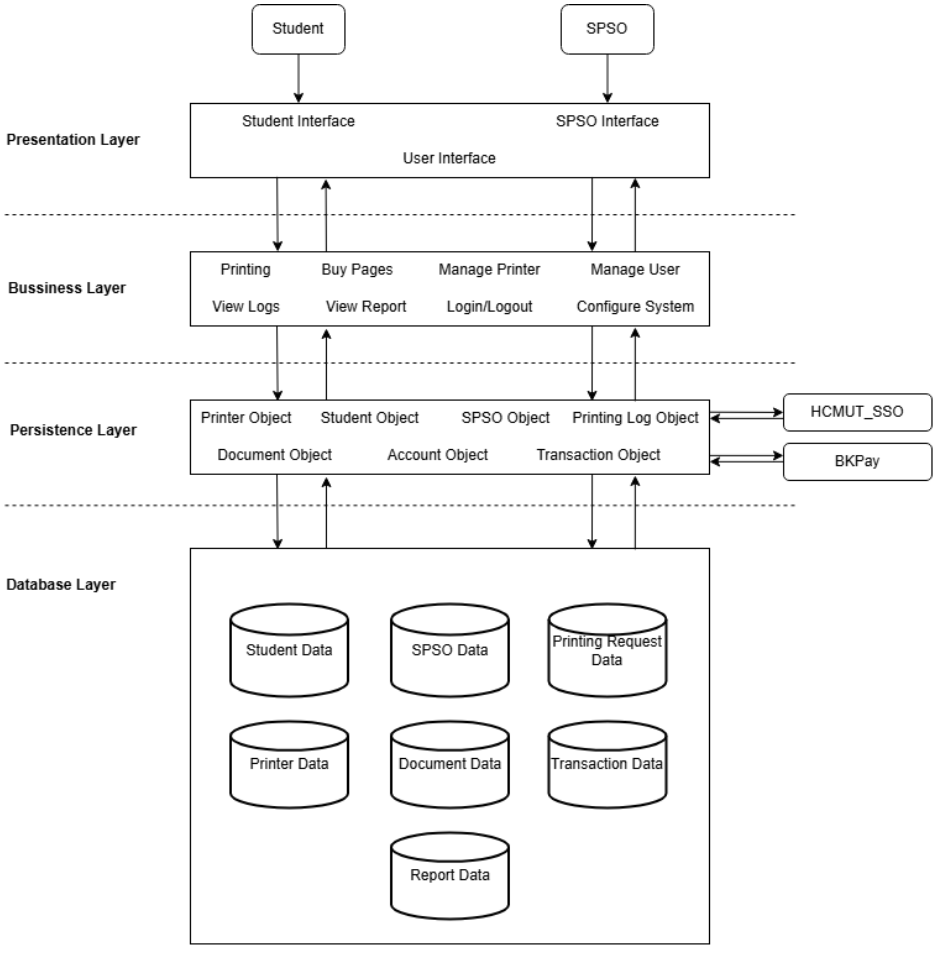 Student
SPSO
Presentation Layer
Student Interface
SPSO Interface
User Interface
Bussiness Layer
Printing
Buy Pages
Manage Printer
Manage User
View Logs
View Report
Login/Logout
Configure System
Persistence Layer
Printer Object
Student Object
SPSO Object
Printing Log Object
Document Object
Account Object
Transaction Object
HCMUT_SSO
BKPay
Database Layer
Student Data
SPSO Data
Printing Request
Data
Printer Data
Document Data
Transaction Data
Report Data